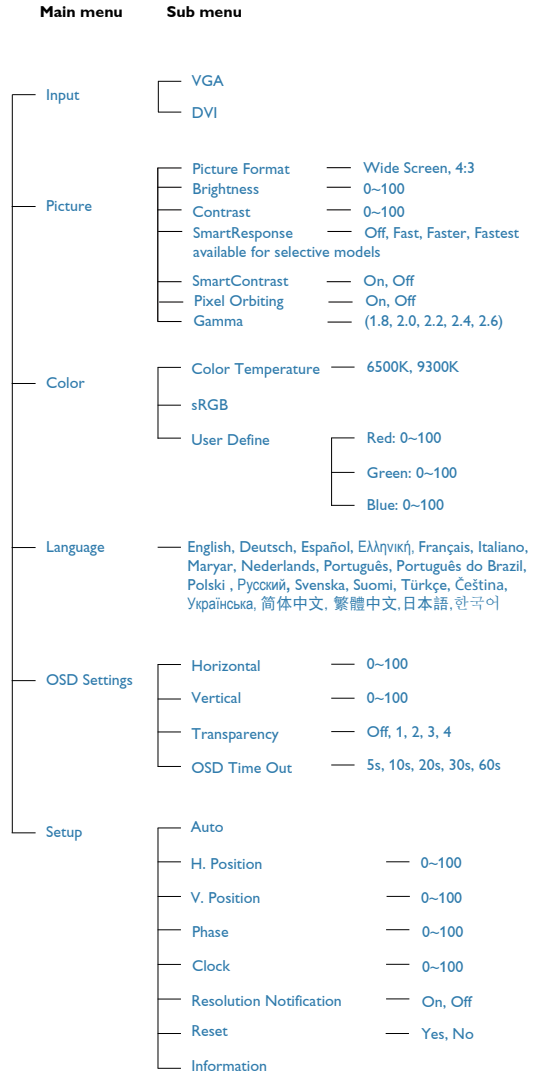 Main menu Sub menu
Input
VGA
DVI
Picture
Picture Format Wide Screen, 4:3
Brightness 0~100
Contrast 0~100
SmartResponse Off, Fast, Faster, Fastest
available for selective models
SmartContrast On, Off
Pixel Orbiting On, Off
Gamma (1.8, 2.0, 2.2, 2.4, 2.6)
Color
Color Temperature 6500K, 9300K
sRGB
User Define
Red: 0~100
Green: 0~100
Blue: 0~100
Language
English, Deutsch, Español, Ελληνική, Français, Italiano,
Maryar, Nederlands, Português, Português do Brazil,
Polski , Русский, Svenska, Suomi, Türkçe, Čeština,
Українська, 简体中文, 繁體中文,日本語,한국어
OSD Settings
Horizontal 0~100
Vertical 0~100
Transparency Off, 1, 2, 3, 4
OSD Time Out 5s, 10s, 20s, 30s, 60s
Setup
Auto
H. Position 0~100
V. Position 0~100
Phase 0~100
Clock 0~100
Resolution Notification On, Off
Reset Yes, No
Information